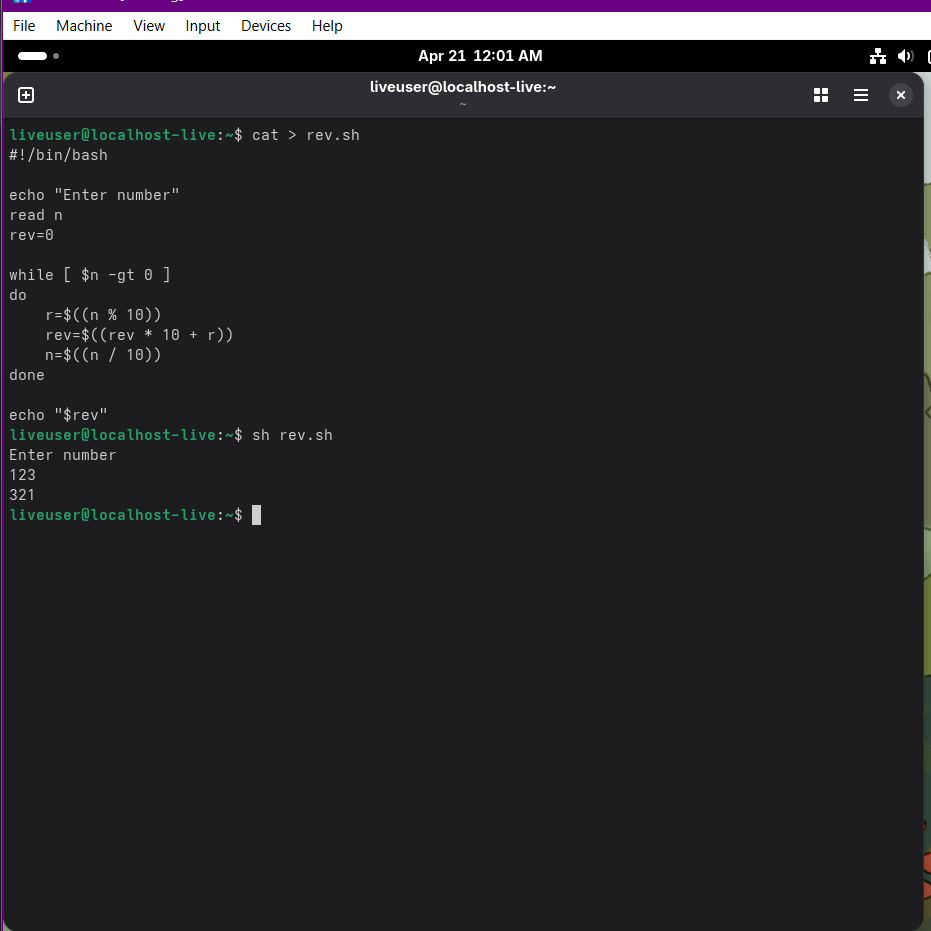 File Machine View Input Devices Help
Apr 21 12:01 AM
liveuser@localhost-live:~
~
liveuser@localhost-live:~$ cat > rev.sh
#!/bin/bash

echo "Enter number"
read n
rev=0

while [ $n -gt 0 ]
do
    r=$((n % 10))
    rev=$((rev * 10 + r))
    n=$((n / 10))
done

echo "$rev"
liveuser@localhost-live:~$ sh rev.sh
Enter number
123
321
liveuser@localhost-live:~$